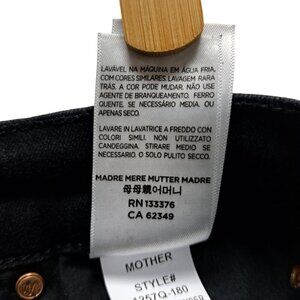 LAVÁVEL NA MÁQUINA EM ÁGUA FRIA,
COM CORES SIMILARES. LAVAGEM RARA
TRÁS. A COR PODE MUDAR. NÃO USE
AGENTE DE BRANQUEAMENTO. FERRO
QUENTE, SE NECESSÁRIO MEDIA, OU
APENAS SECO.
LAVARE IN LAVATRICE A FREDDO CON
COLORI SIMILI. NON UTILIZZATO
CANDEGGINA. STIRARE MEDIO SE
NECESSARIO. O SOLO PULITO SECCO.
MADRE MERE MUTTER MADRE
母母親어머니
RN 133376
CA 62349
MOTHER
STYLE#
1257Q-180